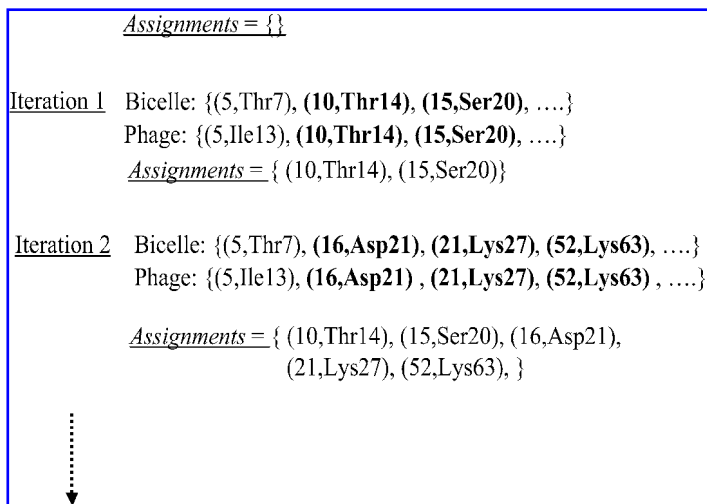 Assignments = {}
Iteration 1 Bicelle: {(5,Thr7), (10,Thr14), (15,Ser20), ….}
Phage: {(5,Ile13), (10,Thr14), (15,Ser20), ….}
Assignments = { (10,Thr14), (15,Ser20)}
Iteration 2 Bicelle: {(5,Thr7), (16,Asp21), (21,Lys27), (52,Lys63), ….}
Phage: {(5,Ile13), (16,Asp21) , (21,Lys27), (52,Lys63) , ….}
Assignments = { (10,Thr14), (15,Ser20), (16,Asp21),
(21,Lys27), (52,Lys63), }